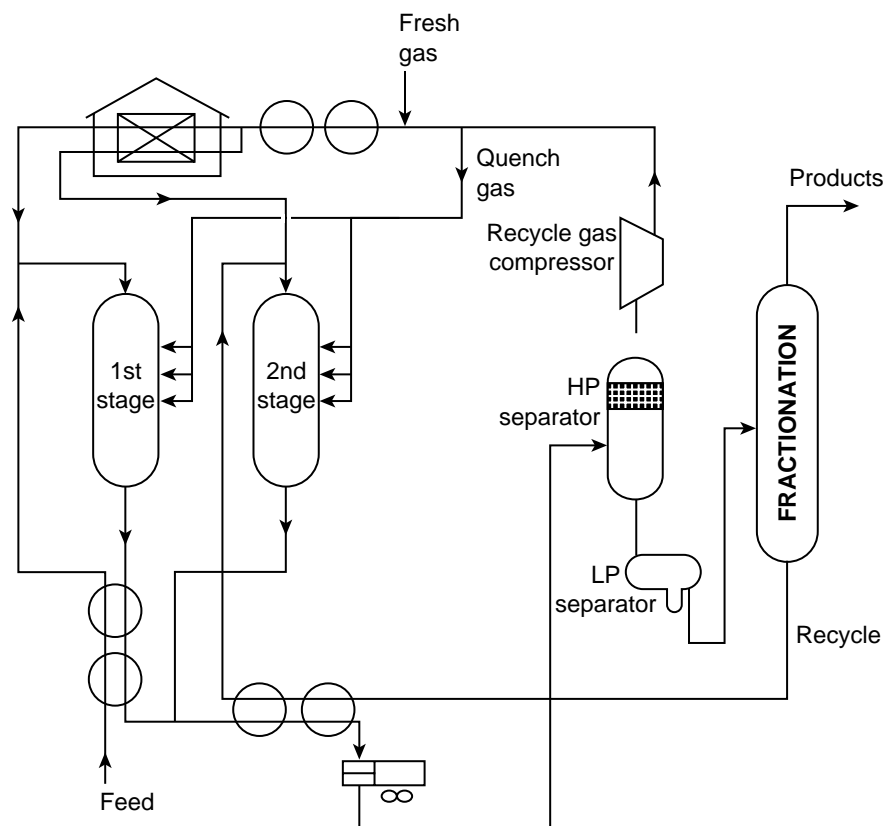 Fresh
gas
Quench
gas
Products
Recycle gas
compressor
1st
stage
2nd
stage
HP
separator
FRACTIONATION
LP
separator
Recycle
Feed